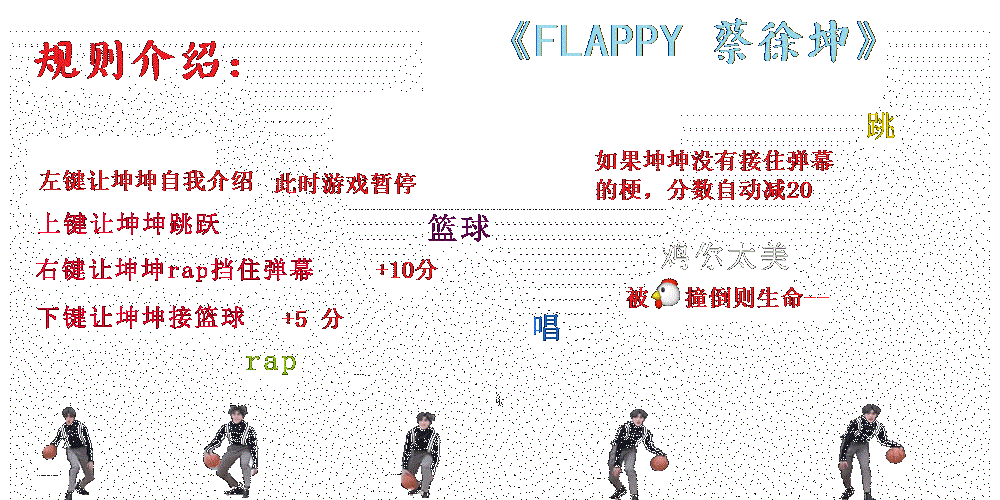 《FLAPPY 蔡徐坤》
规则介绍：
跳
如果坤坤没有接住弹幕
的梗，分数自动减20
左键让坤坤自我介绍 此时游戏暂停
上键让坤坤跳跃
篮球
鸡你太美
右键让坤坤rap挡住弹幕 +10分
被🐔撞倒则生命一
下键让坤坤接篮球 +5 分
唱
rap